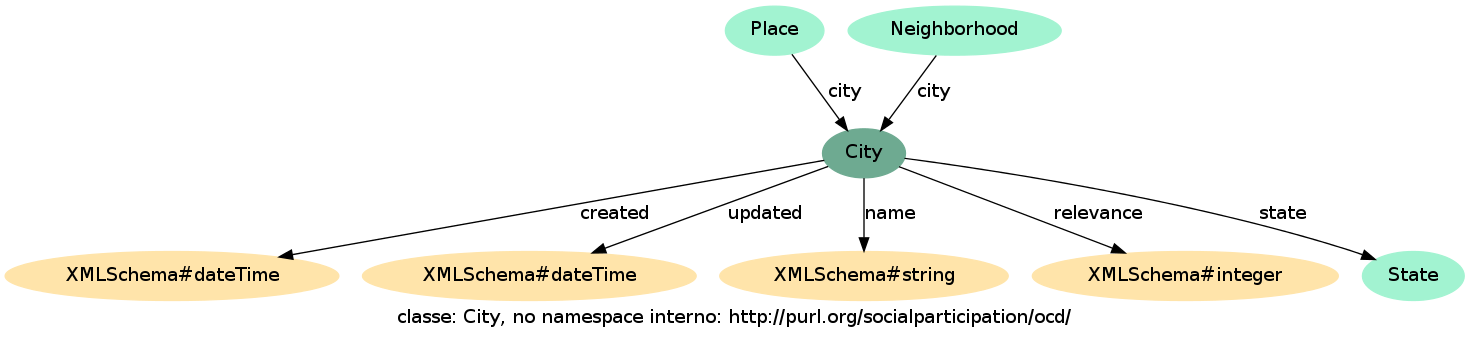 Place
Neighborhood
city
city
City
created
updated
name
relevance
state
XMLSchema#dateTime
XMLSchema#dateTime
XMLSchema#string
XMLSchema#integer
State
classe: City, no namespace interno: http://purl.org/socialparticipation/ocd/